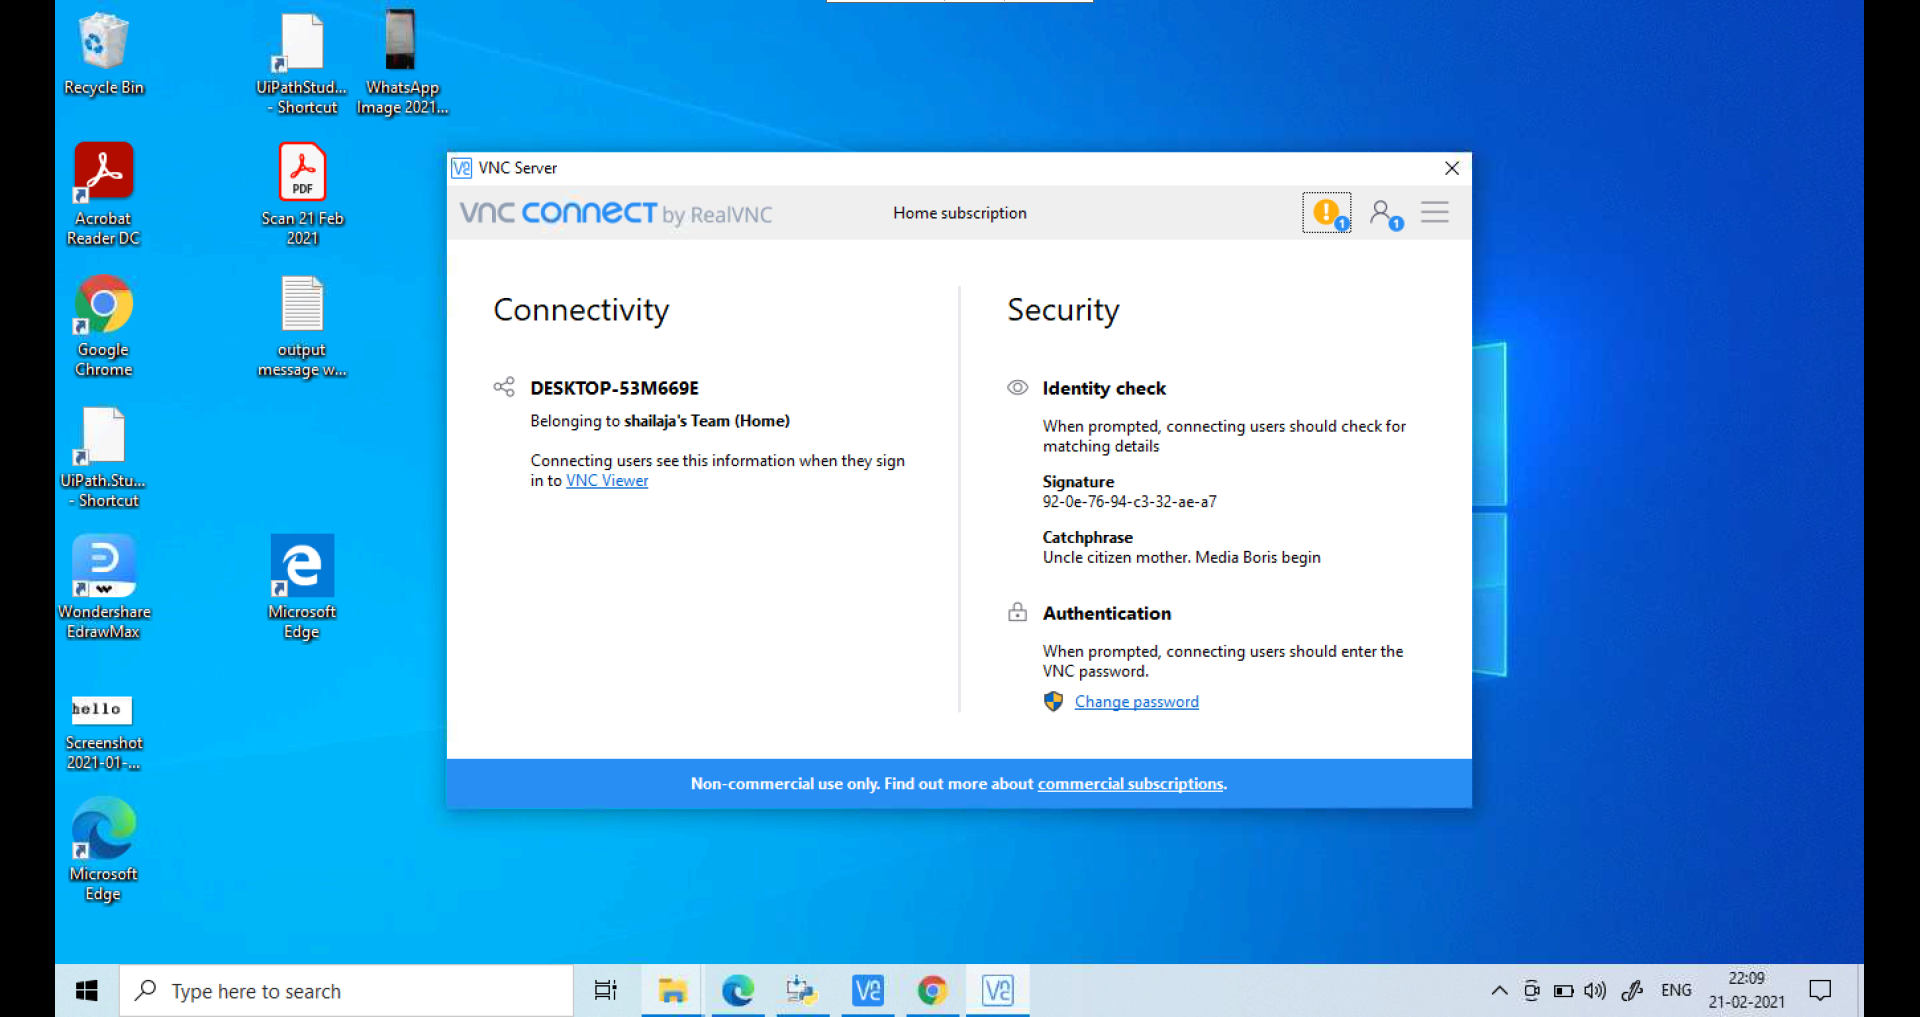 Recycle Bin
UiPathStud...
- Shortcut
WhatsApp
Image 2021...
Acrobat
Reader DC
PDF
Scan 21 Feb
2021
Google
Chrome
output
message w...
UiPath.Stu...
- Shortcut
Wondershare
EdrawMax
Microsoft
Edge
hello
Screenshot
2021-01-...
Microsoft
Edge
VNC Server
VNC CONNECT by RealVNC
Home subscription
1
1
Connectivity
DESKTOP-53M669E
Belonging to shailaja's Team (Home)
Connecting users see this information when they sign
in to VNC Viewer
Security
Identity check
When prompted, connecting users should check for
matching details
Signature
92-0e-76-94-c3-32-ae-a7
Catchphrase
Uncle citizen mother. Media Boris begin
Authentication
When prompted, connecting users should enter the
VNC password.
Change password
Non-commercial use only. Find out more about commercial subscriptions.
Type here to search
ENG
22:09
21-02-2021